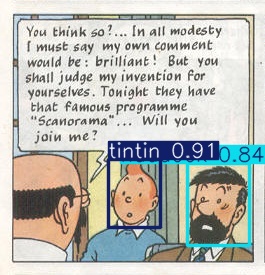 You think so?... In all modesty
I must say my own comment
would be: brilliant! But you
shall judge my invention for
yourselves. Tonight they have
that famous programme
"Scanorama"... Will you
join me?
tintin 0.91
0.84